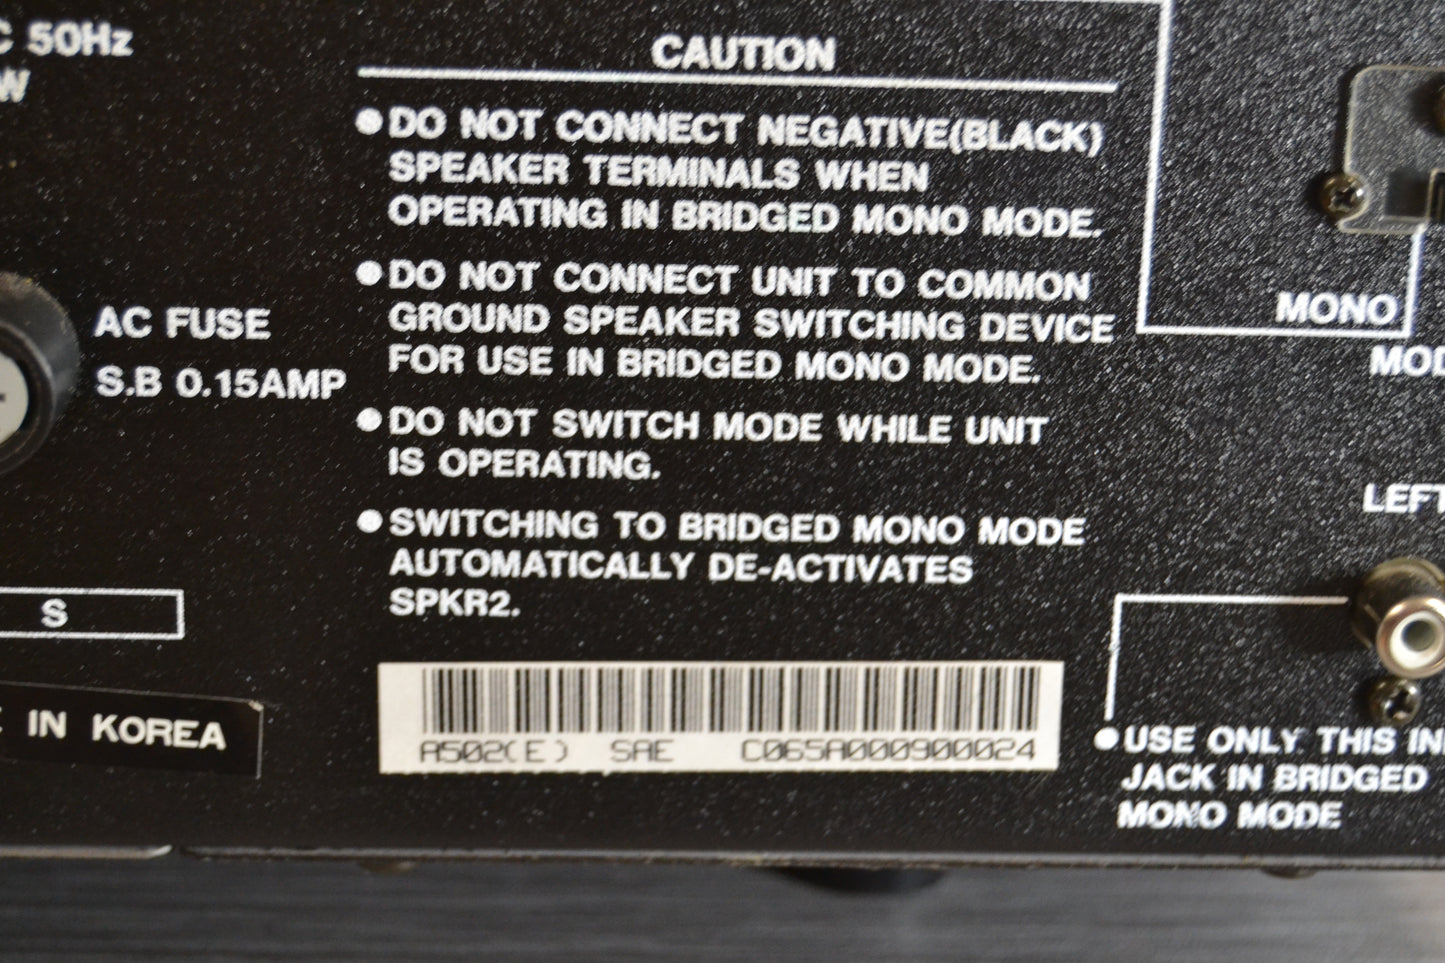 C 50Hz
W
CAUTION
●DO NOT CONNECT NEGATIVE(BLACK)
SPEAKER TERMINALS WHEN
OPERATING IN BRIDGED MONO MODE.
●DO NOT CONNECT UNIT TO COMMON
GROUND SPEAKER SWITCHING DEVICE
FOR USE IN BRIDGED MONO MODE.
●DO NOT SWITCH MODE WHILE UNIT
IS OPERATING.
●SWITCHING TO BRIDGED MONO MODE
AUTOMATICALLY DE-ACTIVATES
SPKR2.
AC FUSE
S.B 0.15AMP
S
IN KOREA
A502(E) SAE C065A000900024
MONO
MOD
LEFT
●USE ONLY THIS IN
JACK IN BRIDGED
MONO MODE